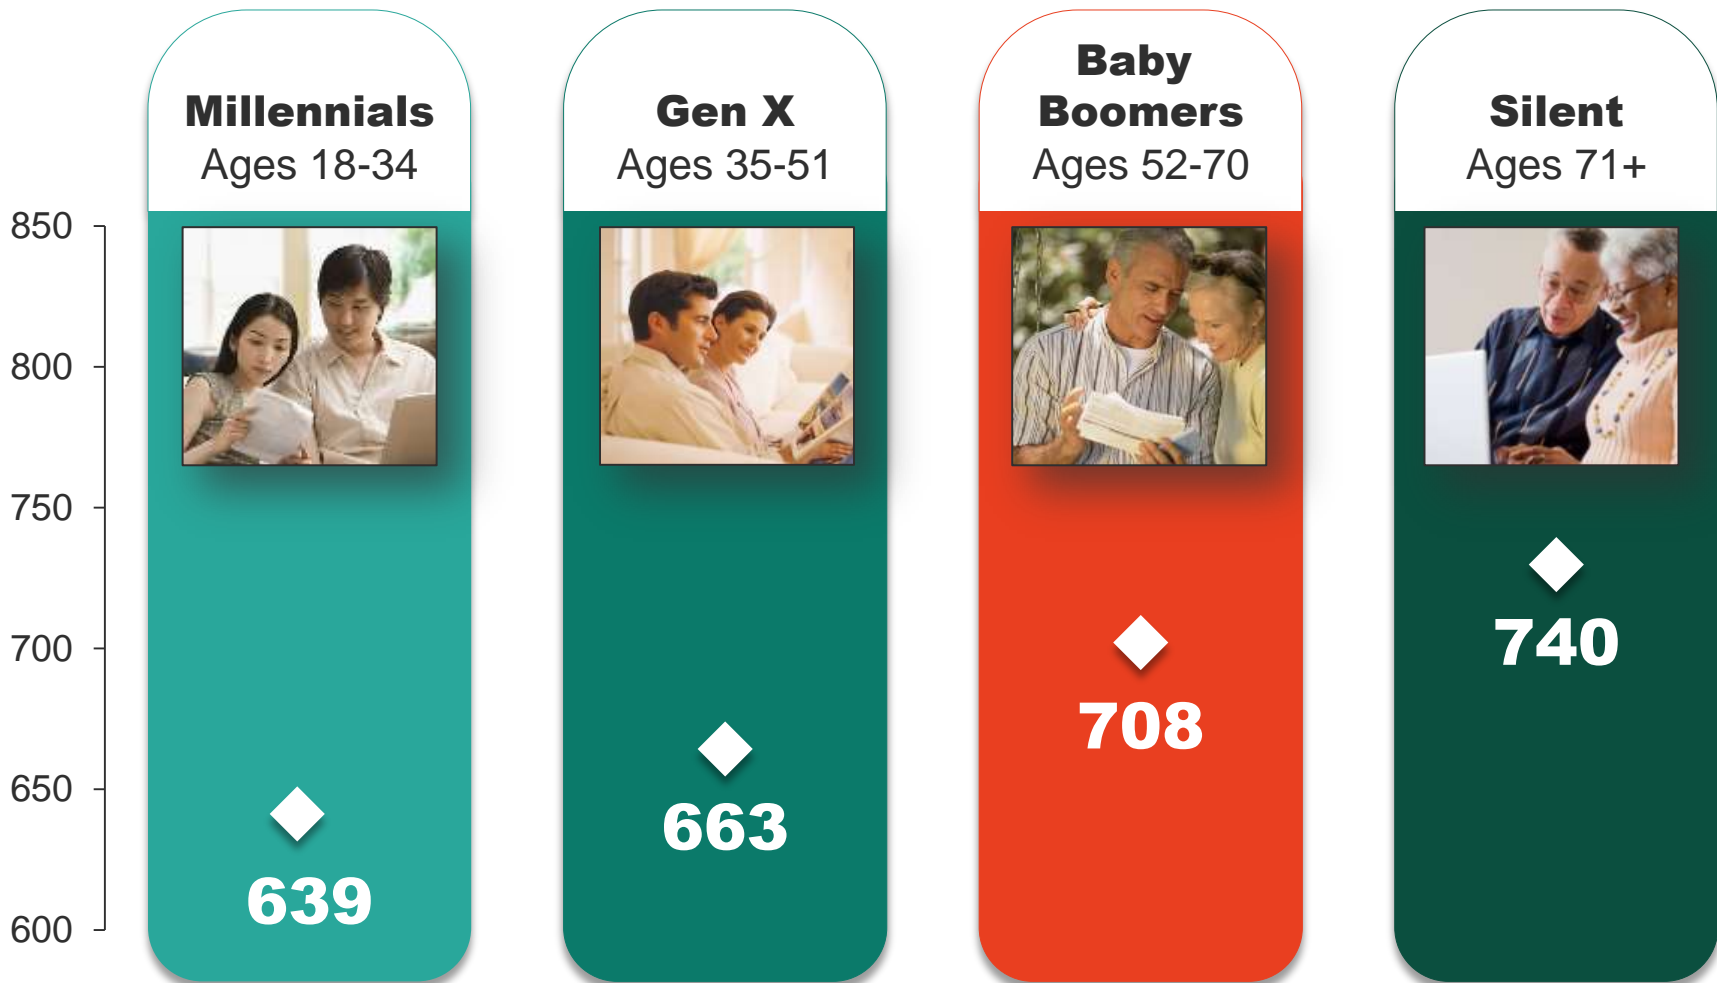 Millennials
Ages 18-34
Gen X
Ages 35-51
Baby
Boomers
Ages 52-70
Silent
Ages 71+
850
800
750
700
650
600
639
663
708
740